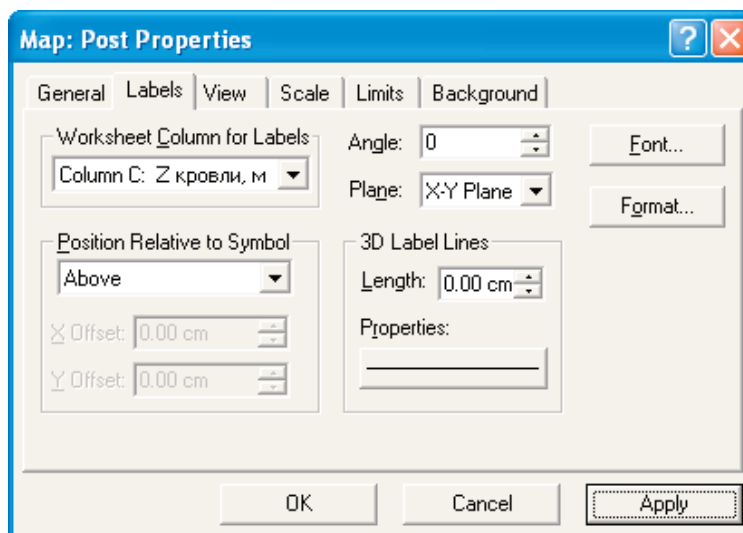 Map: Post Properties
General Labels View Scale Limits Background
Worksheet Column for Labels
Column C: Z кровли, м
Angle: 0
Font...
Plane: X-Y Plane
Format...
Position Relative to Symbol
Above
X Offset: 0.00 cm
Y Offset: 0.00 cm
3D Label Lines
Length: 0.00 cm
Properties:
OK Cancel Apply